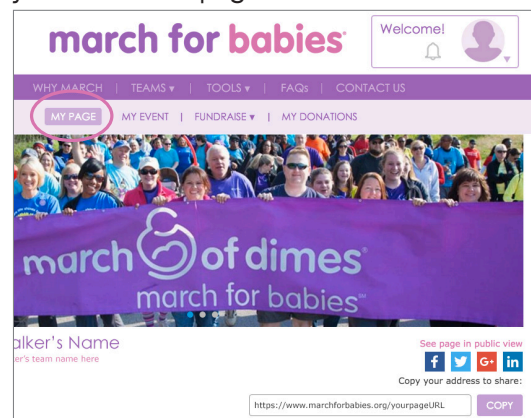 march for babies®
Welcome!
WHY MARCH | TEAMS ▾ | TOOLS ▾ | FAQs | CONTACT US
MY PAGE MY EVENT | FUNDRAISE ▾ | MY DONATIONS
march of dimes®
march for babies℠
alker's Name
er's team name here
See page in public view
f G+ in
Copy your address to share:
https://www.marchforbabies.org/yourpageURL COPY